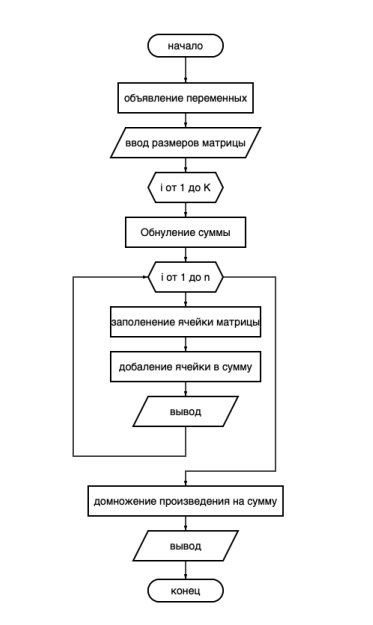 начало
объявление переменных
ввод размеров матрицы
i от 1 до K
Обнуление суммы
i от 1 до n
заполенение ячейки матрицы
добаление ячейки в сумму
вывод
домножение произведения на сумму
вывод
конец